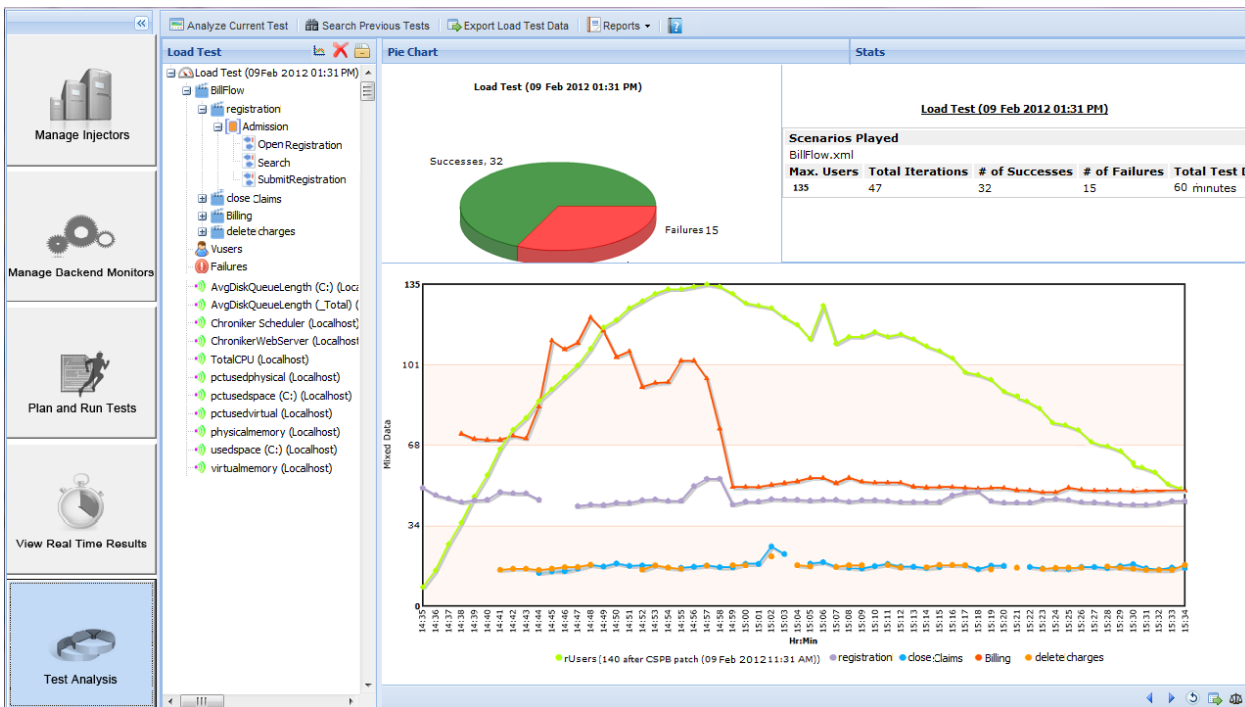 Analyze Current Test
Search Previous Tests
Export Load Test Data
Reports
Manage Injectors
Manage Backend Monitors
Plan and Run Tests
View Real Time Results
Test Analysis
Load Test
Load Test (09Feb 2012 01:31 PM)
BillFlow
registration
Admission
Open Registration
Search
SubmitRegistration
close Claims
Billing
delete charges
Vusers
Failures
AvgDiskQueueLength (C:) (Loca
AvgDiskQueueLength (_Total) (
Chroniker Scheduler (Localhost)
ChronikerWebServer (Localhost
TotalCPU (Localhost)
pctusedphysical (Localhost)
pctusedspace (C:) (Localhost)
pctusedvirtual (Localhost)
physicalmemory (Localhost)
usedspace (C:) (Localhost)
virtualmemory (Localhost)
Pie Chart
Load Test (09 Feb 2012 01:31 PM)
Successes, 32
Failures 15
Stats
Load Test (09 Feb 2012 01:31 PM)
Scenarios Played
BillFlow.xml
Max. Users Total Iterations # of Successes # of Failures Total Test D
135 47 32 15 60 minutes
135
101
68
34
0
Mixed Data
14:35 14:36 14:37 14:38 14:39 14:40 14:41 14:42 14:43 14:44 14:45 14:46 14:47 14:48 14:49 14:50 14:51 14:52 14:53 14:54 14:55 14:56 14:57 14:58 14:59 15:00 15:01 15:02 15:03 15:04 15:05 15:06 15:07 15:08 15:09 15:10 15:11 15:12 15:13 15:14 15:15 15:16 15:17 15:18 15:19 15:20 15:21 15:22 15:23 15:24 15:25 15:26 15:27 15:28 15:29 15:30 15:31 15:32 15:33 15:34
Hr:Min
rUsers (140 after CSPB patch (09 Feb 2012 11:31 AM)) registration close:Claims Billing delete charges